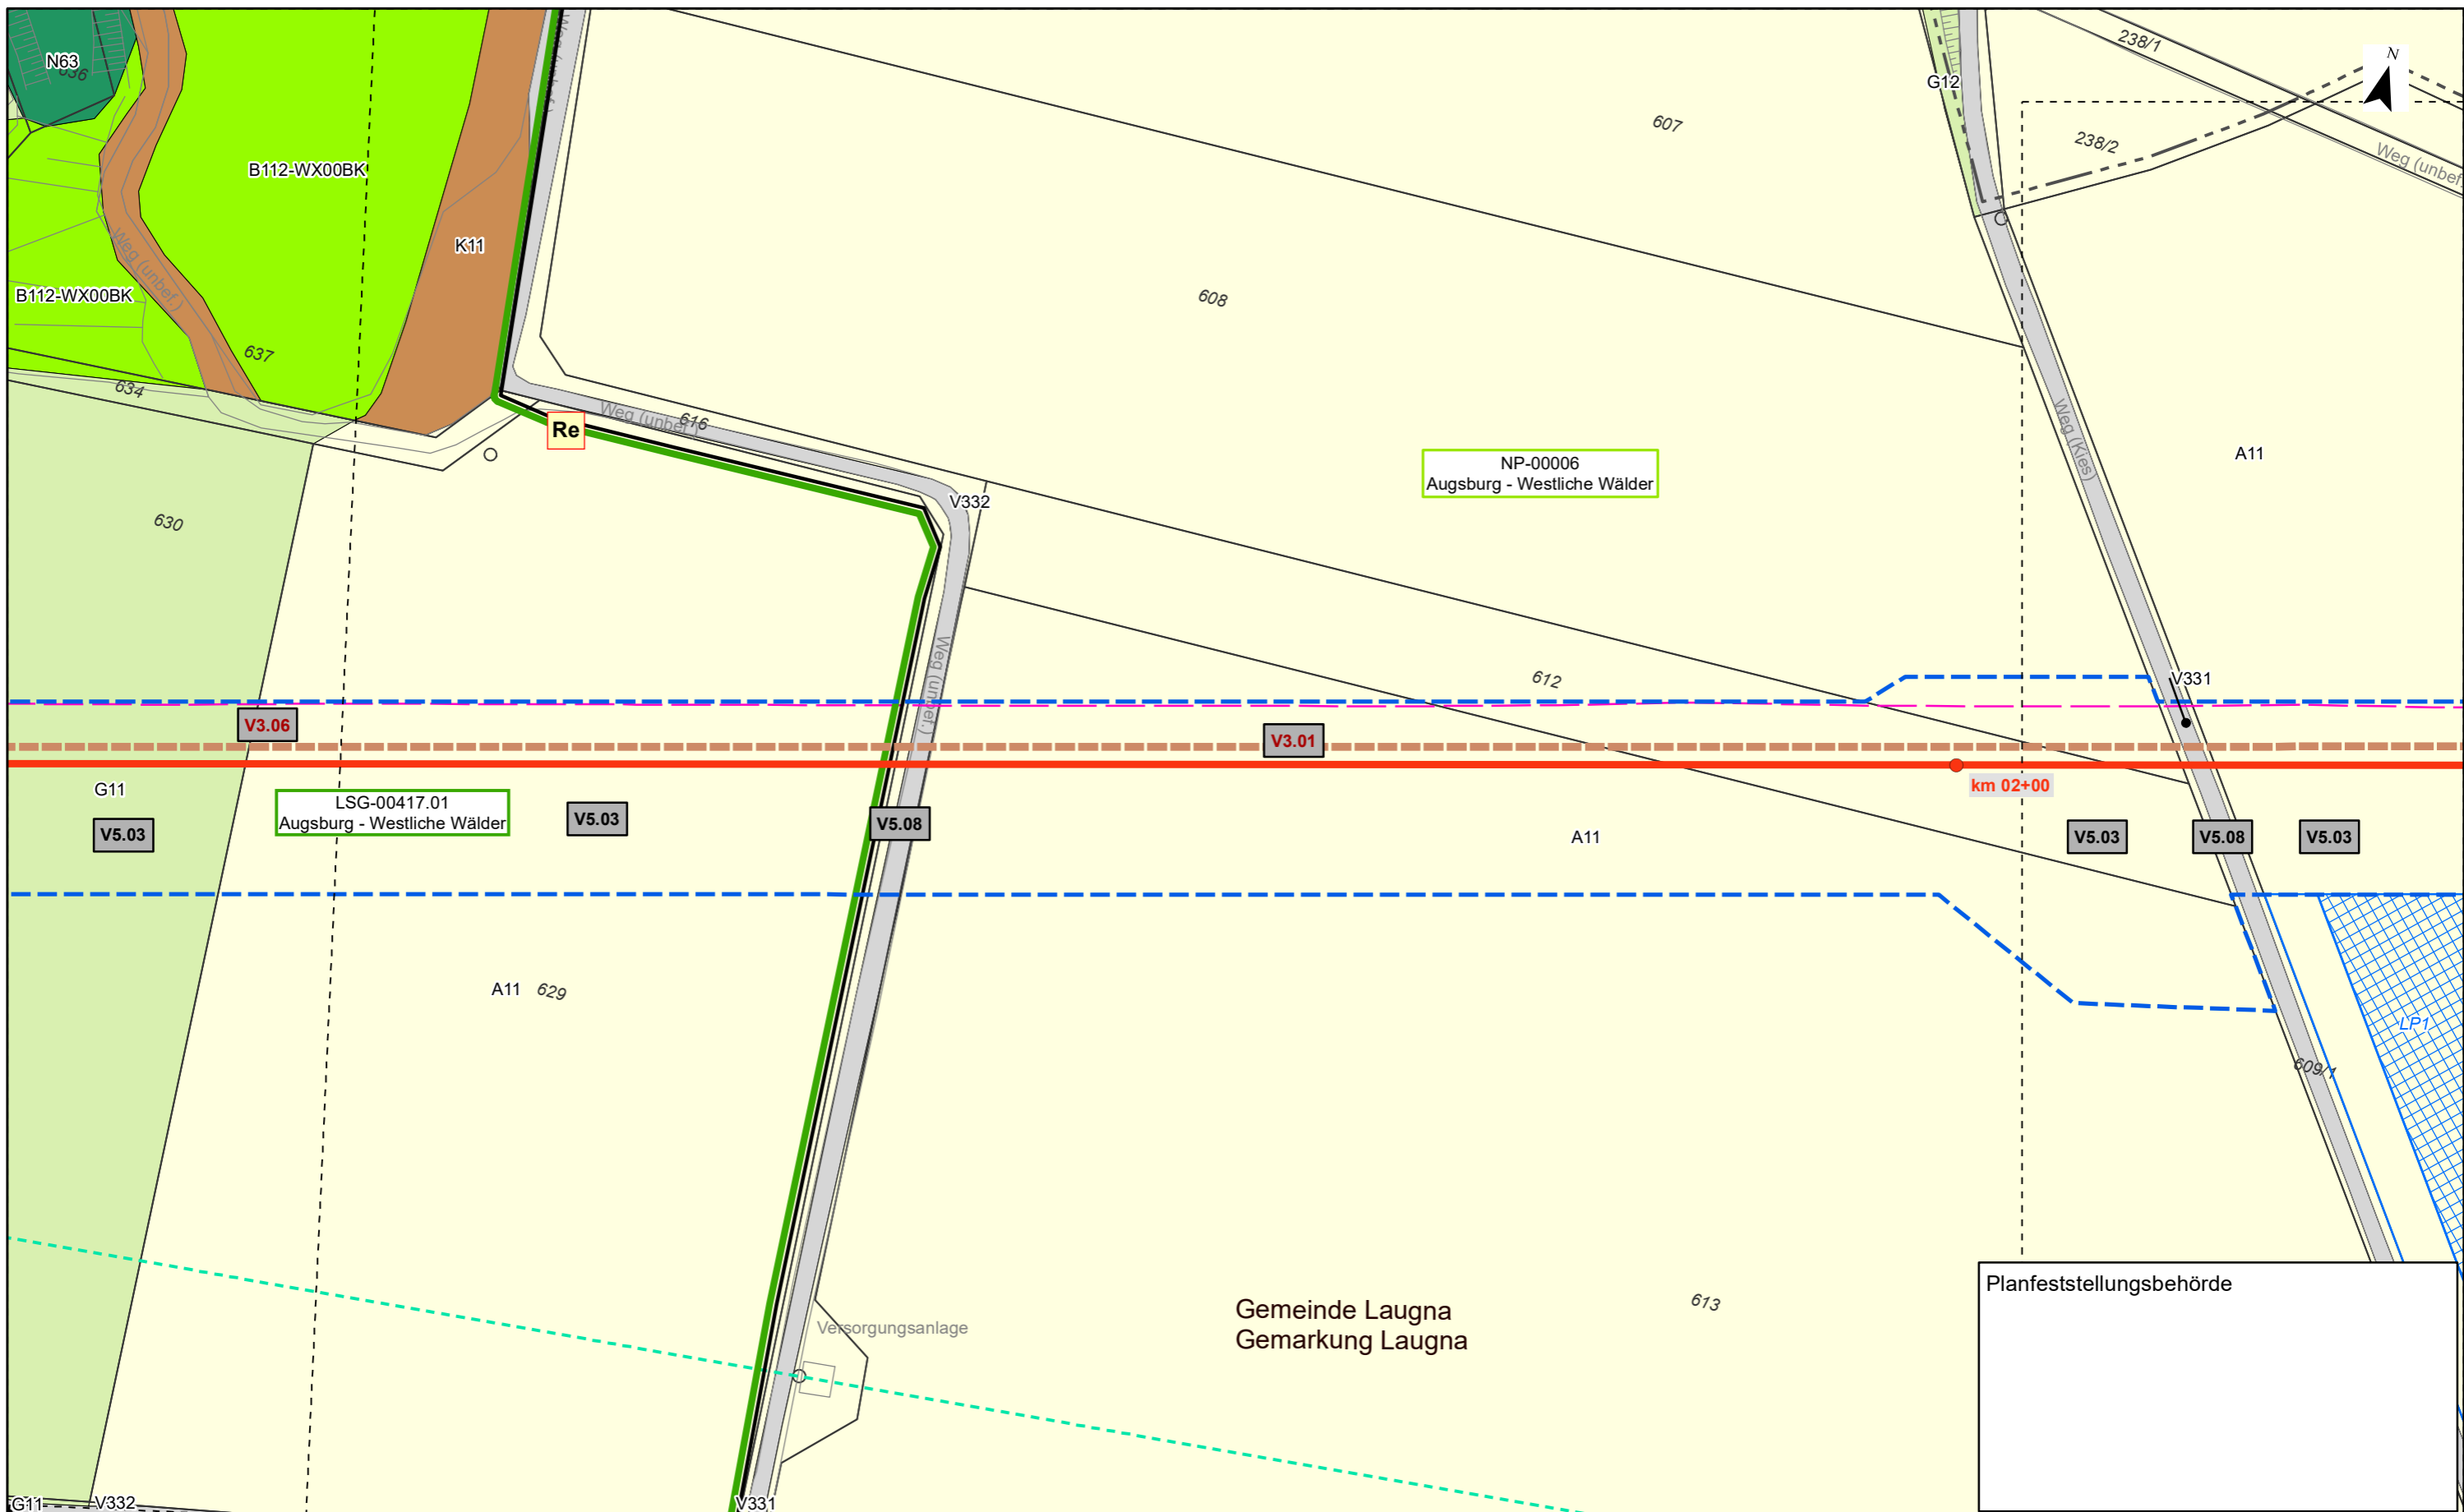 N63
036
B112-WX00BK
K11
B112-WX00BK
Weg (unbef.)
637
634
630
Re
Weg (unbef.)
616
V332
607
608
G12
238/1
238/2
N
Weg (unbef.
NP-00006
Augsburg - Westliche Wälder
Weg (Kies)
A11
612
V331
Weg (unbef.)
V3.06
V3.01
km 02+00
G11
V5.03
LSG-00417.01
Augsburg - Westliche Wälder
V5.03
V5.08
A11
V5.03
V5.08
V5.03
A11
629
LP1
609/1
Versorgungsanlage
Gemeinde Laugna
Gemarkung Laugna
613
Planfeststellungsbehörde
G11
V332
V331